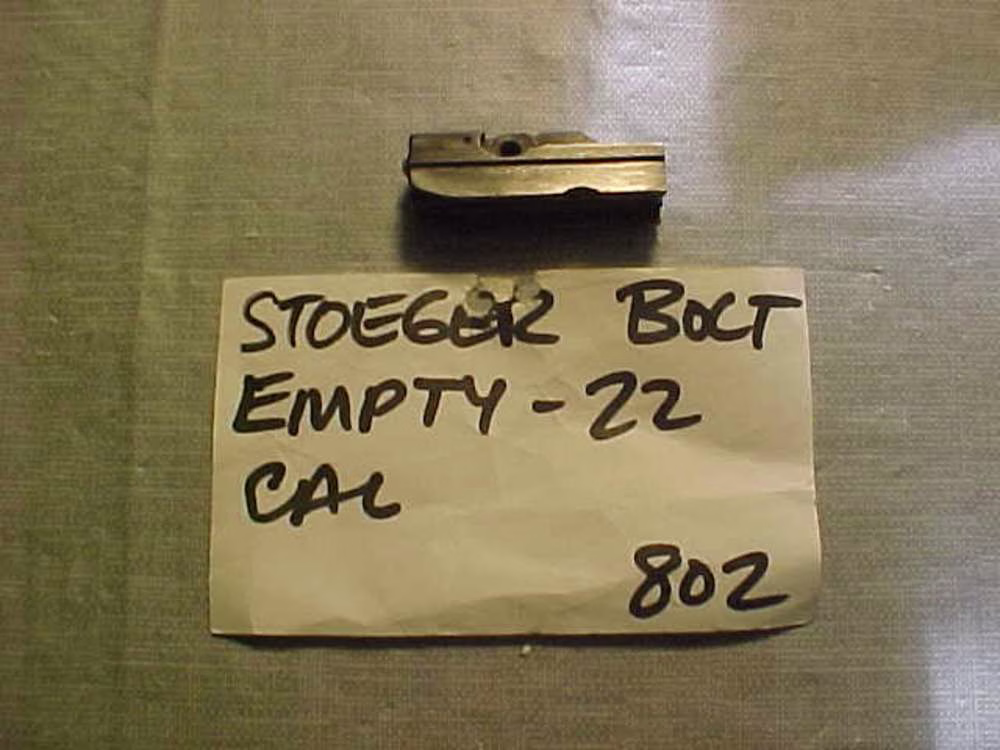 STOEGER BOLT
EMPTY - 22
CAL
802